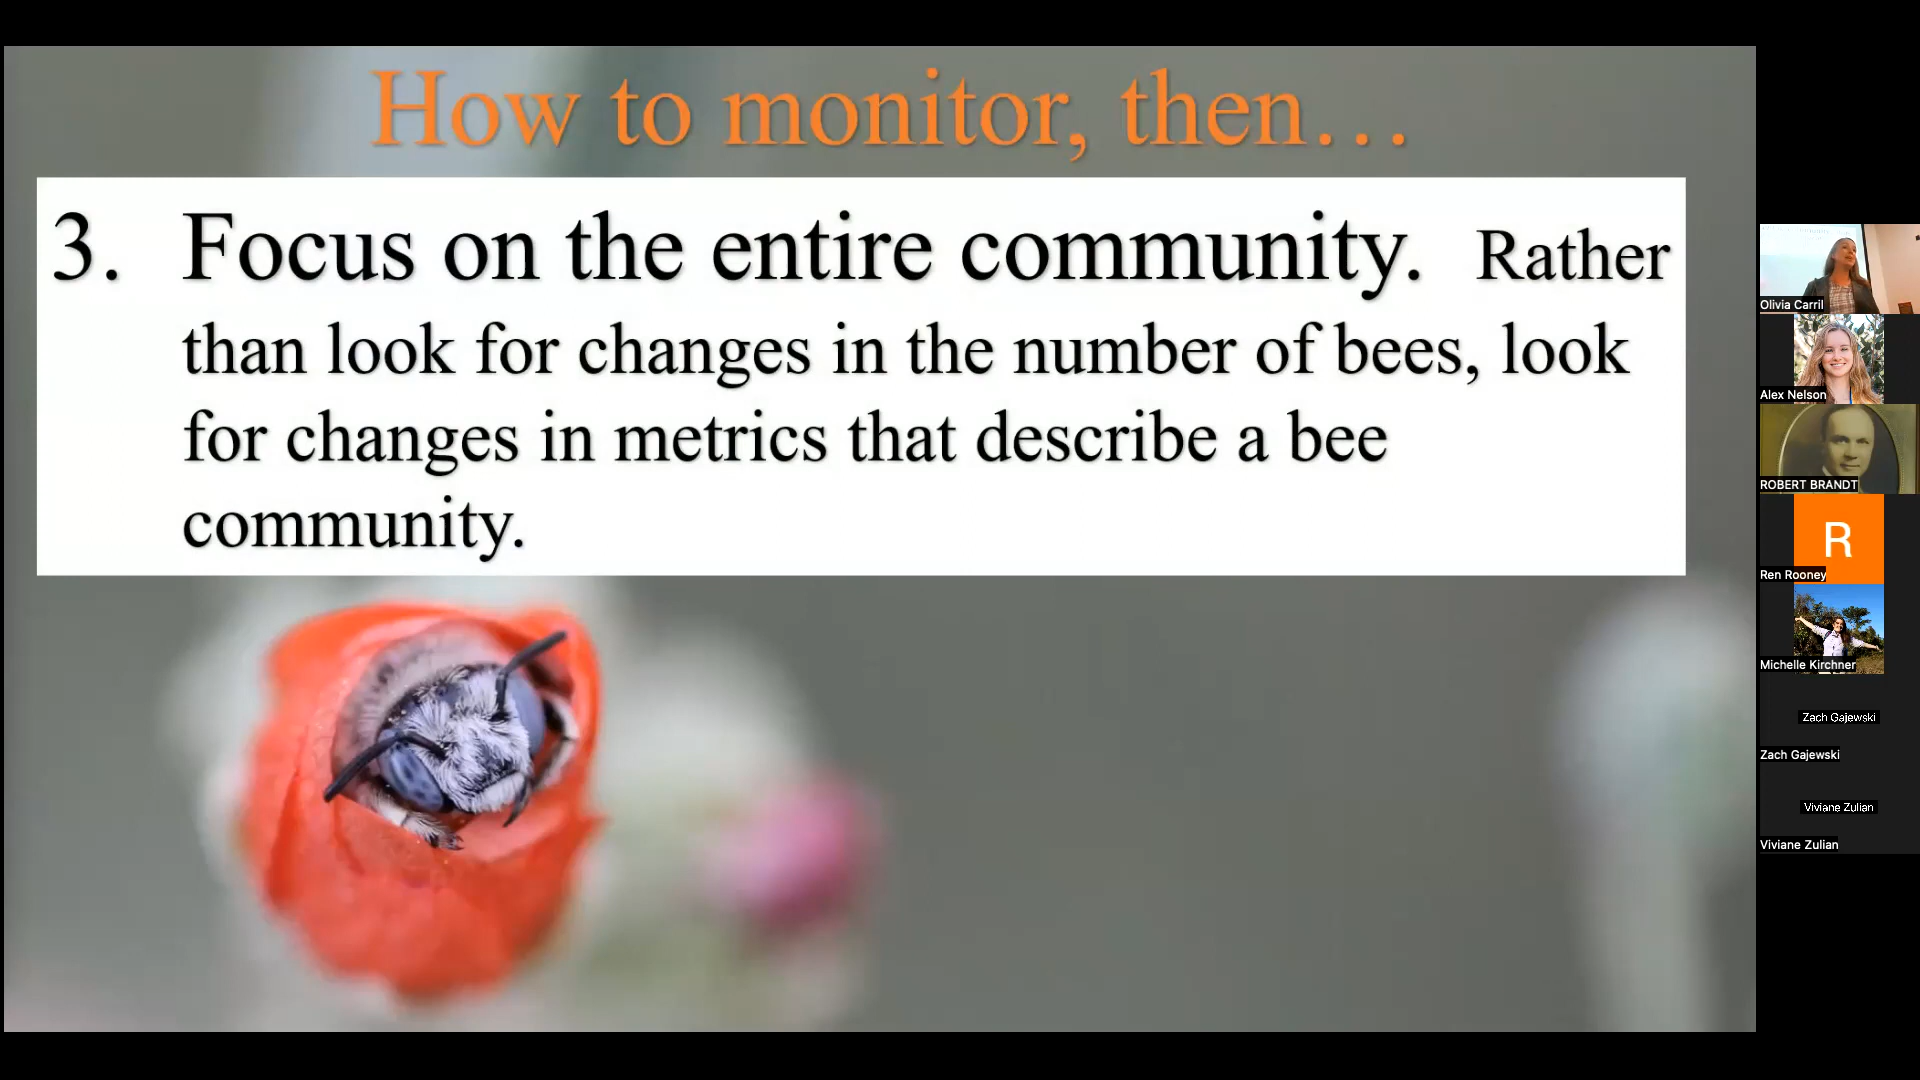 How to monitor, then...
3. Focus on the entire community. Rather
than look for changes in the number of bees, look
for changes in metrics that describe a bee
community.
Olivia Carril
Alex Nelson
ROBERT BRANDT
R
Ren Rooney
Michelle Kirchner
Zach Gajewski
Zach Gajewski
Viviane Zulian
Viviane Zulian